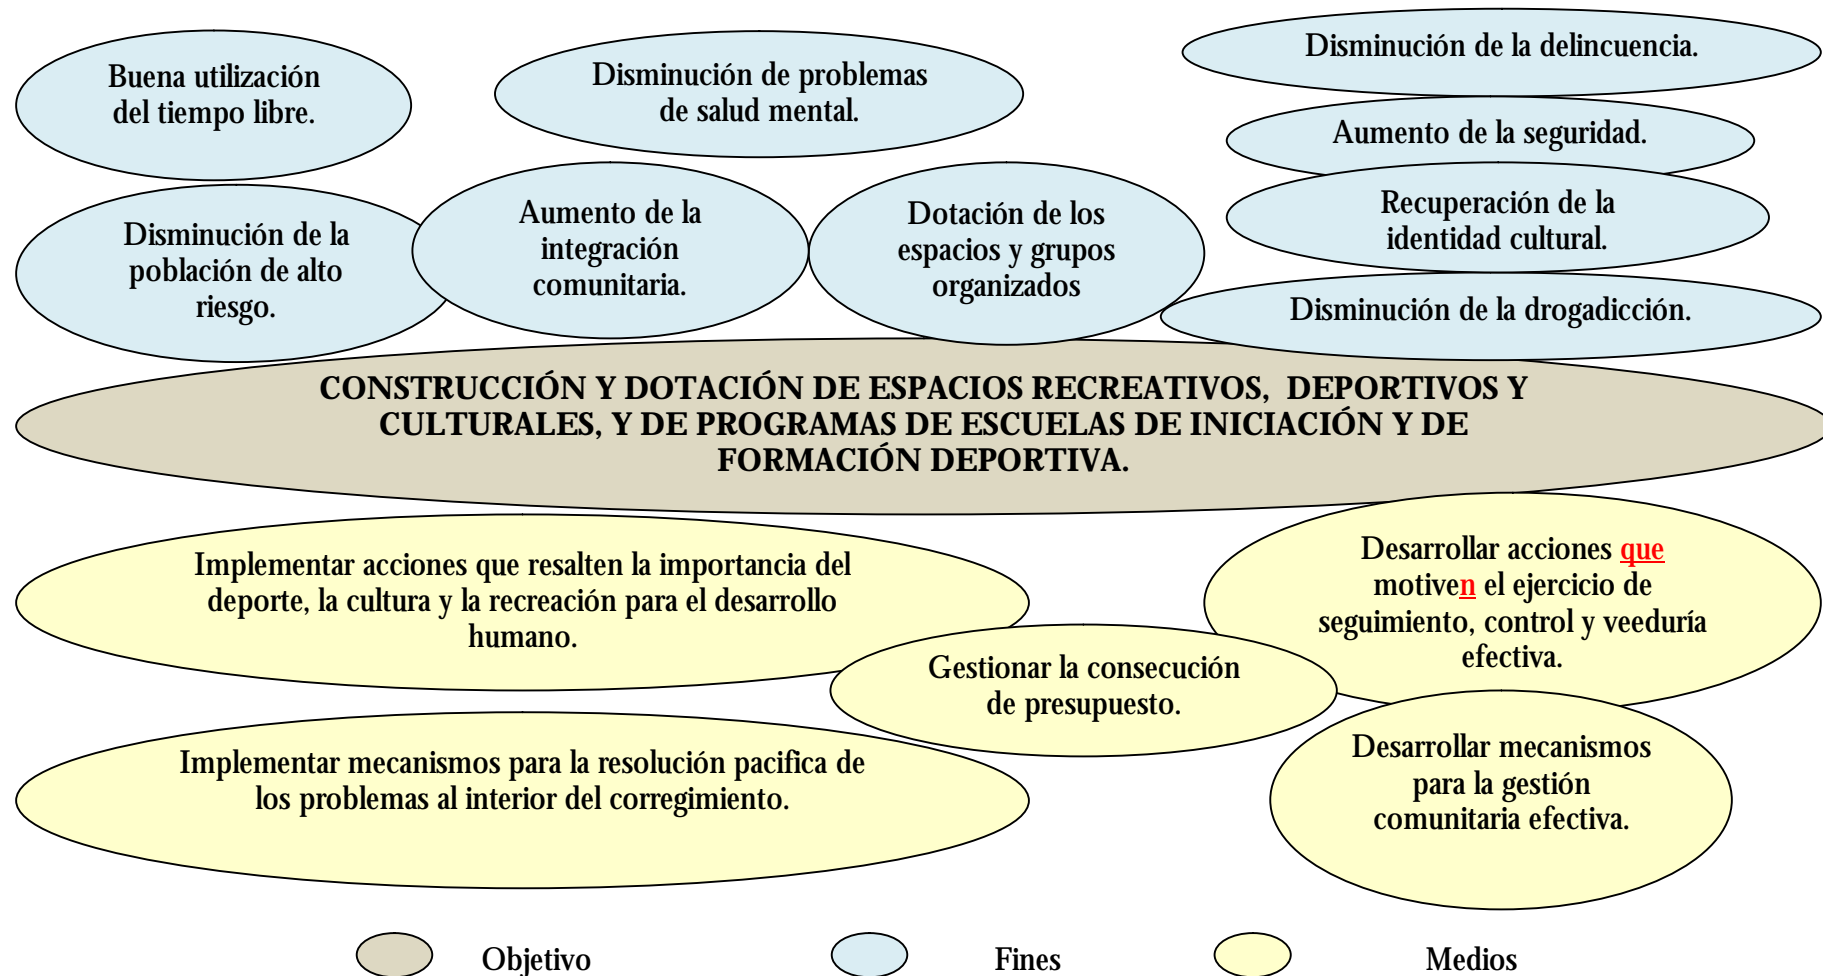 Buena utilización
del tiempo libre.
Disminución de problemas
de salud mental.
Disminución de la delincuencia.
Aumento de la seguridad.
Disminución de la
población de alto
riesgo.
Aumento de la
integración
comunitaria.
Dotación de los
espacios y grupos
organizados
Recuperación de la
identidad cultural.
Disminución de la drogadicción.
CONSTRUCCIÓN Y DOTACIÓN DE ESPACIOS RECREATIVOS, DEPORTIVOS Y
CULTURALES, Y DE PROGRAMAS DE ESCUELAS DE INICIACIÓN Y DE
FORMACIÓN DEPORTIVA.
Implementar acciones que resalten la importancia del
deporte, la cultura y la recreación para el desarrollo
humano.
Desarrollar acciones que
motiven el ejercicio de
seguimiento, control y veeduría
efectiva.
Gestionar la consecución
de presupuesto.
Implementar mecanismos para la resolución pacifica de
los problemas al interior del corregimiento.
Desarrollar mecanismos
para la gestión
comunitaria efectiva.
Objetivo
Fines
Medios